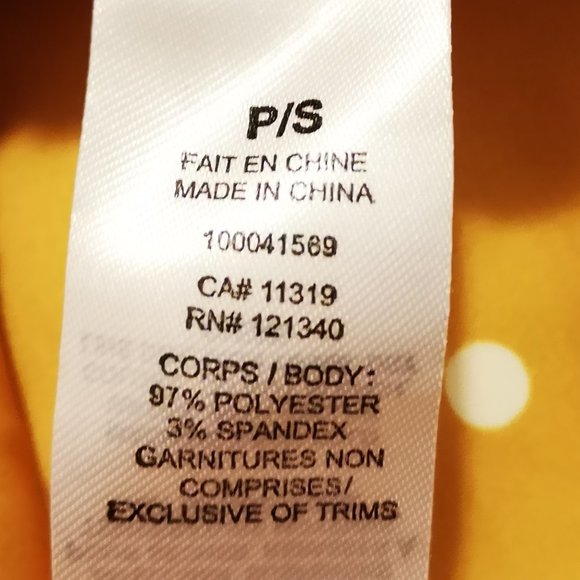 P/S
FAIT EN CHINE
MADE IN CHINA
100041569
CA# 11319
RN# 121340
CORPS / BODY:
97% POLYESTER
3% SPANDEX
GARNITURES NON
COMPRISES/
EXCLUSIVE OF TRIMS